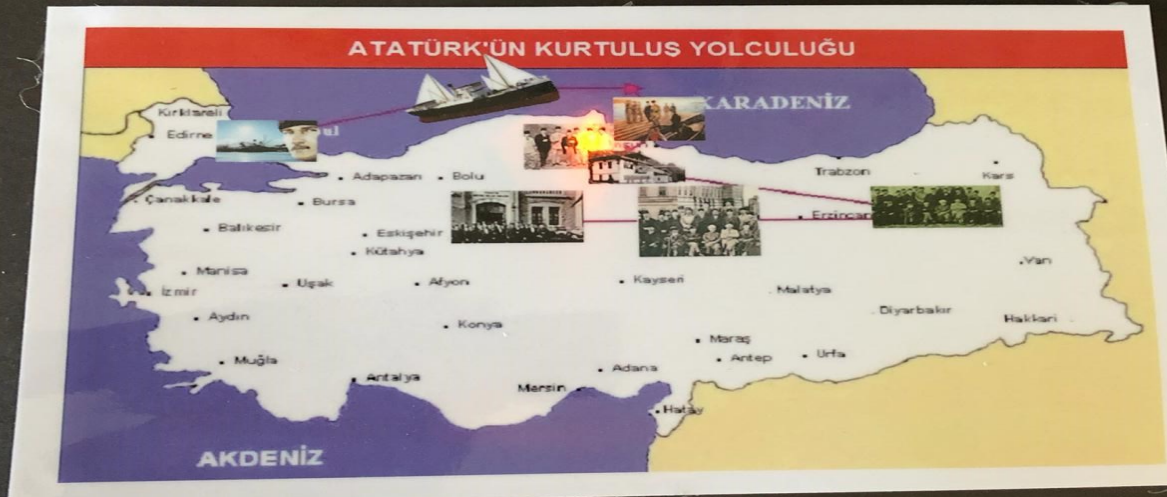 ATATÜRK'ÜN KURTULUŞ YOLCULUĞU
KARADENİZ
Kırklareli
Edirne
ul
Adapazarı
Bolu
Trabzon
Kars
Çanakkale
Bursa
Erzincan
Balıkesir
Eskişehir
Kütahya
Van
Manisa
Uşak
Afyon
Kayseri
Malatya
İzmir
Aydın
Konya
Diyarbakır
Hakkari
Maraş
Muğla
Antep
Urfa
Antalya
Mersin
Adana
Hatay
AKDENİZ